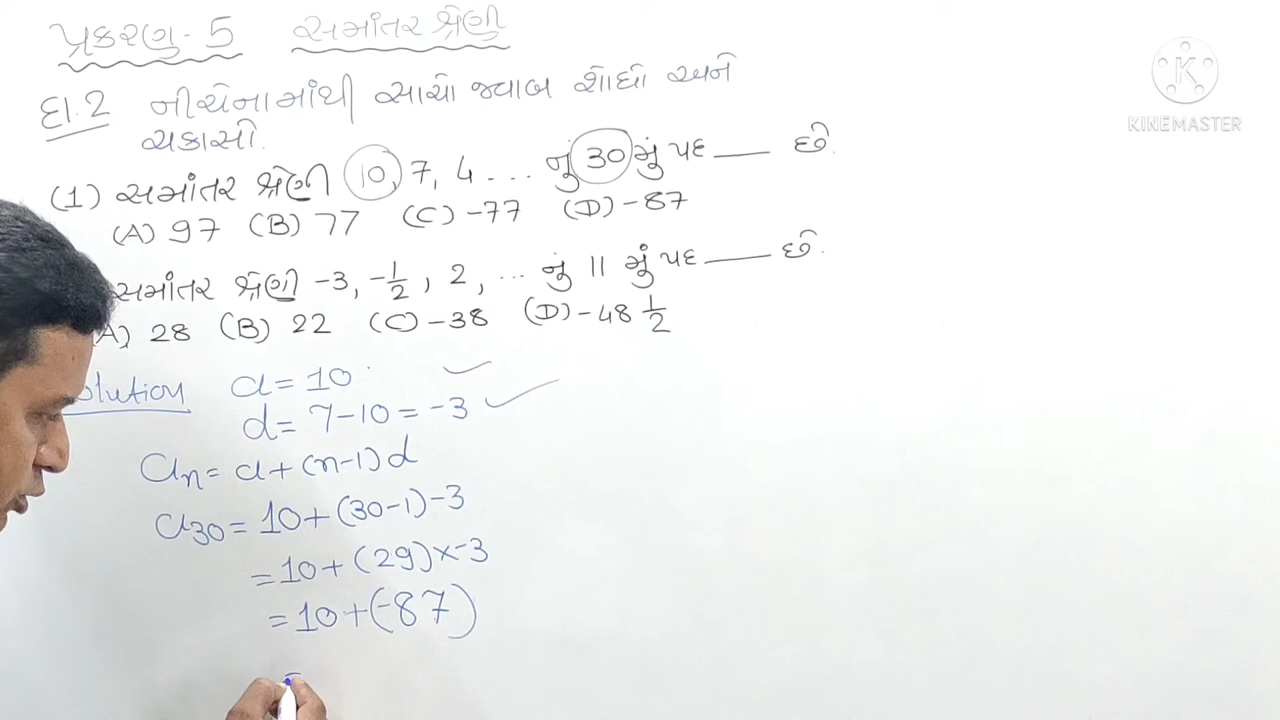 પ્રકરણ - 5 સમાંતર શ્રેણી
KINEMASTER
દા.2 નીચેનામાંથી સાચો જવાબ શોધો અને
ચકાસો.
(1) સમાંતર શ્રેણી 10, 7, 4 ... નું 30 મું પદ ___ છે.
(A) 97 (B) 77 (C) -77 (D) -87
સમાંતર શ્રેણી -3, -1/2, 2, ... નું 11 મું પદ ___ છે.
A) 28 (B) 22 (C) -38 (D) -48 1/2
olution a = 10
d = 7-10 = -3
an = a + (n-1) d
a30 = 10 + (30-1) -3
= 10 + (29) x -3
= 10 + (-87)